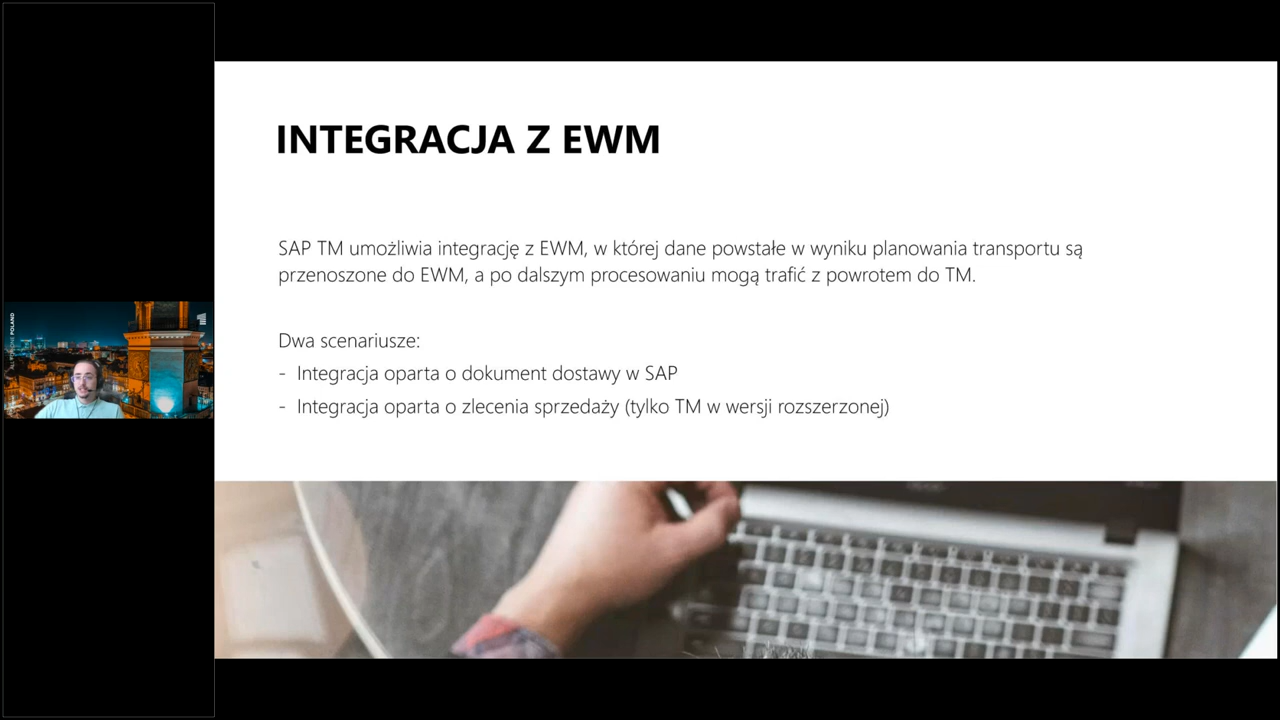 INTEGRACJA Z EWM
SAP TM umożliwia integrację z EWM, w której dane powstałe w wyniku planowania transportu są
przenoszone do EWM, a po dalszym procesowaniu mogą trafić z powrotem do TM.
Dwa scenariusze:
- Integracja oparta o dokument dostawy w SAP
- Integracja oparta o zlecenia sprzedaży (tylko TM w wersji rozszerzonej)
POLAND